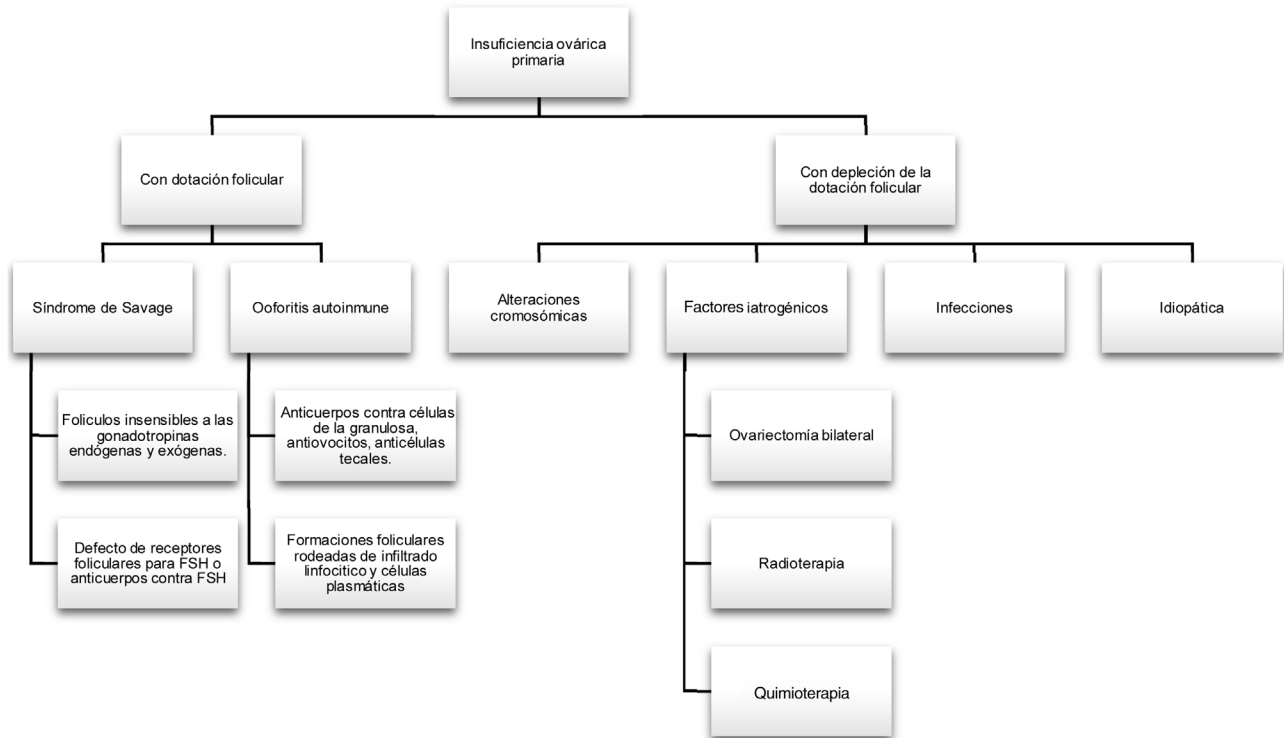 Insuficiencia ovárica
primaria
Con dotación folicular
Con depleción de la
dotación folicular
Síndrome de Savage
Ooforitis autoinmune
Alteraciones
cromosómicas
Factores iatrogénicos
Infecciones
Idiopática
Foliculos insensibles a las
gonadotropinas
endógenas y exógenas.
Anticuerpos contra células
de la granulosa,
antiovocitos, anticélulas
tecales.
Ovariectomía bilateral
Defecto de receptores
foliculares para FSH o
anticuerpos contra FSH
Formaciones foliculares
rodeadas de infiltrado
linfocitico y células
plasmáticas
Radioterapia
Quimioterapia